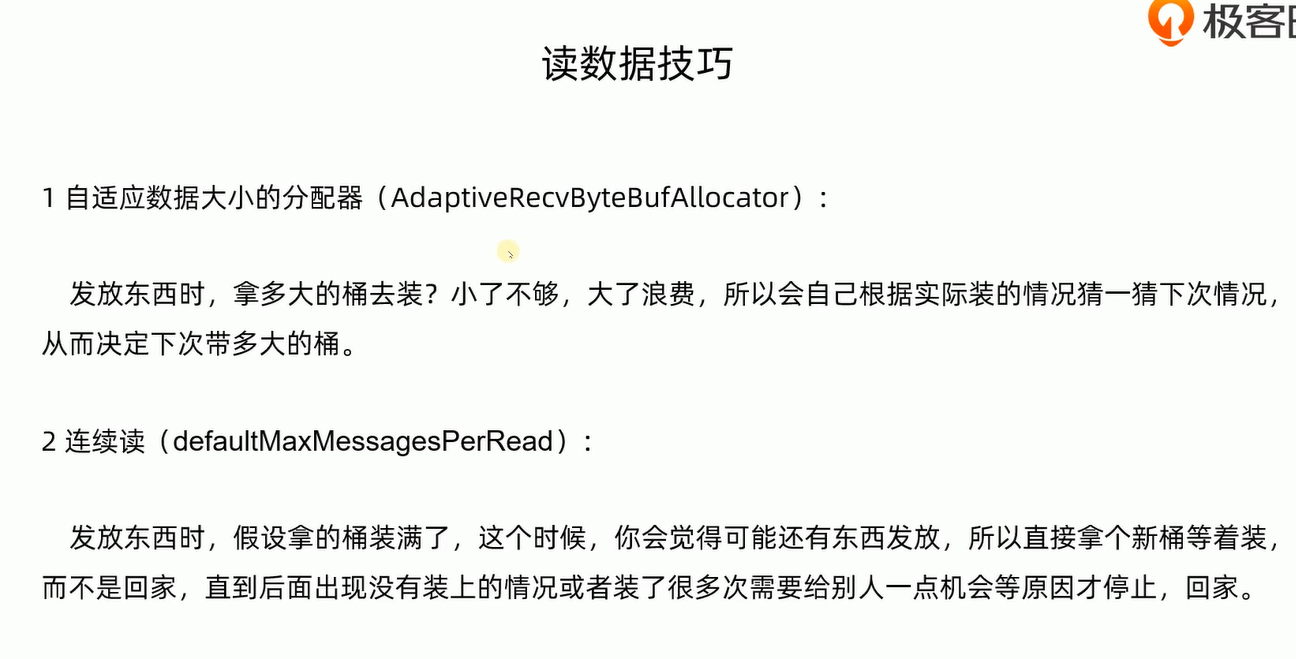 极客
读数据技巧
1 自适应数据大小的分配器（AdaptiveRecvByteBufAllocator）：
发放东西时，拿多大的桶去装？小了不够，大了浪费，所以会自己根据实际装的情况猜一猜下次情况，
从而决定下次带多大的桶。
2 连续读（defaultMaxMessagesPerRead）：
发放东西时，假设拿的桶装满了，这个时候，你会觉得可能还有东西发放，所以直接拿个新桶等着装，
而不是回家，直到后面出现没有装上的情况或者装了很多次需要给别人一点机会等原因才停止，回家。